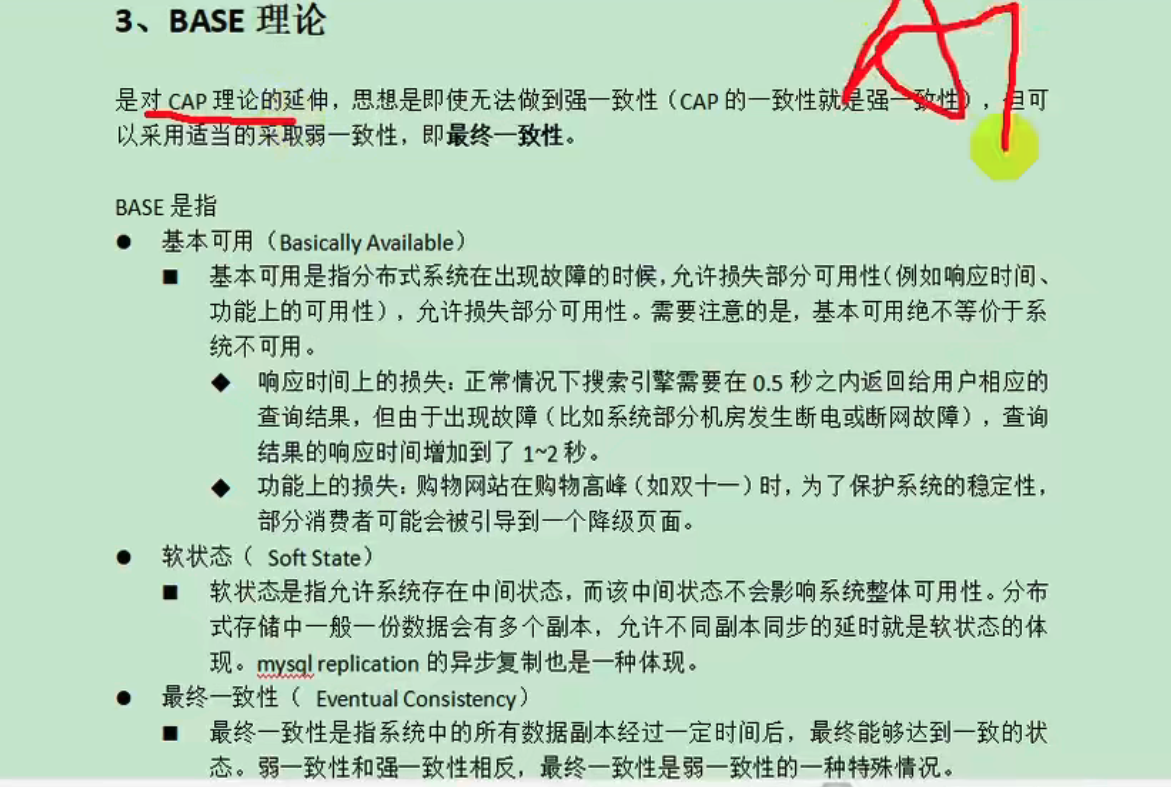 3、BASE 理论
是对 CAP 理论的延伸，思想是即使无法做到强一致性（CAP 的一致性就是强一致性），但可
以采用适当的采取弱一致性，即最终一致性。
BASE 是指
● 基本可用（Basically Available）
■ 基本可用是指分布式系统在出现故障的时候，允许损失部分可用性（例如响应时间、
功能上的可用性），允许损失部分可用性。需要注意的是，基本可用绝不等价于系
统不可用。
◆ 响应时间上的损失：正常情况下搜索引擎需要在 0.5 秒之内返回给用户相应的
查询结果，但由于出现故障（比如系统部分机房发生断电或断网故障），查询
结果的响应时间增加到了 1~2 秒。
◆ 功能上的损失：购物网站在购物高峰（如双十一）时，为了保护系统的稳定性，
部分消费者可能会被引导到一个降级页面。
● 软状态（ Soft State）
■ 软状态是指允许系统存在中间状态，而该中间状态不会影响系统整体可用性。分布
式存储中一般一份数据会有多个副本，允许不同副本同步的延时就是软状态的体
现。mysql replication 的异步复制也是一种体现。
● 最终一致性（ Eventual Consistency）
■ 最终一致性是指系统中的所有数据副本经过一定时间后，最终能够达到一致的状
态。弱一致性和强一致性相反，最终一致性是弱一致性的一种特殊情况。